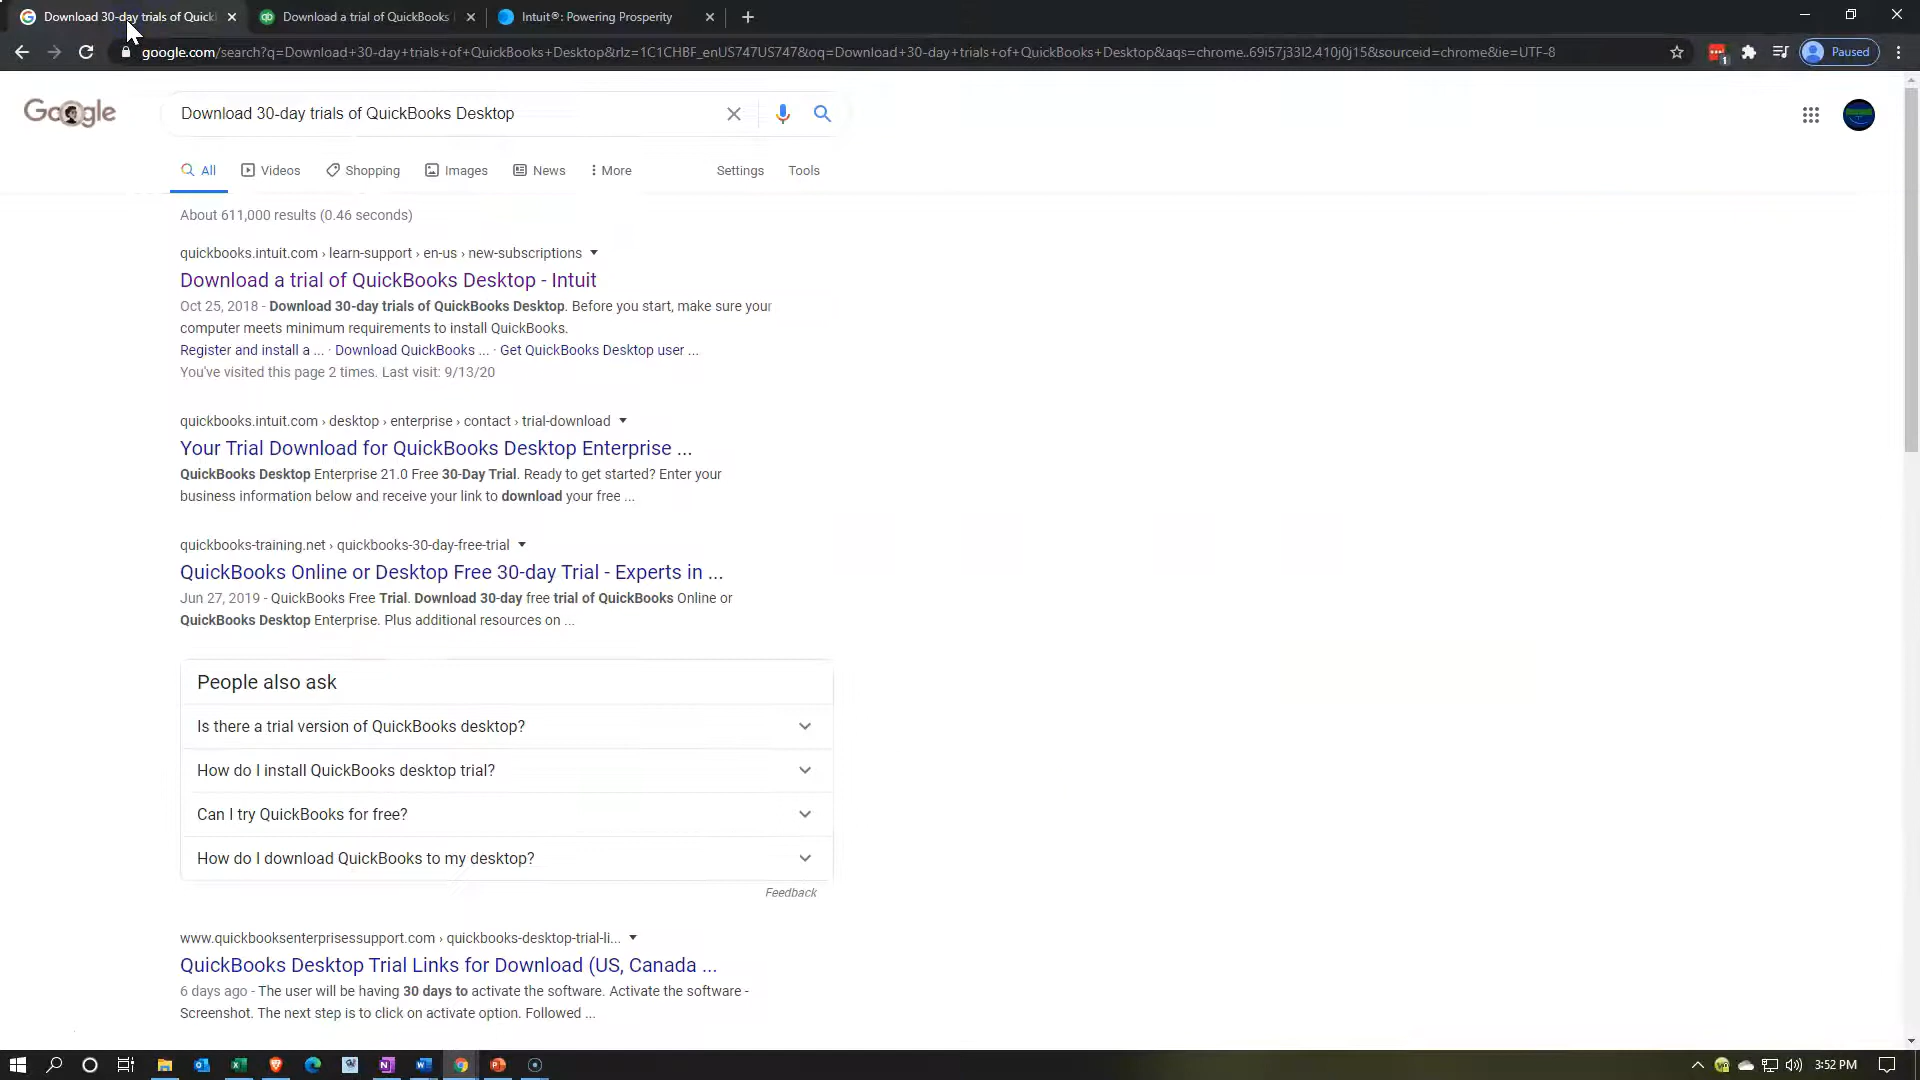 Download 30-day trials of Quick
Download a trial of QuickBooks
Intuit®: Powering Prosperity
google.com/search?q=Download+30-day+trials+of+QuickBooks+Desktop&rlz=1C1CHBF_enUS747US747&oq=Download+30-day+trials+of+QuickBooks+Desktop&aqs=chrome..69i57j33l2.410j0j15&sourceid=chrome&ie=UTF-8
1
Paused
Google
Download 30-day trials of QuickBooks Desktop
All Videos Shopping Images News More Settings Tools
About 611,000 results (0.46 seconds)
quickbooks.intuit.com › learn-support › en-us › new-subscriptions
Download a trial of QuickBooks Desktop - Intuit
Oct 25, 2018 - Download 30-day trials of QuickBooks Desktop. Before you start, make sure your
computer meets minimum requirements to install QuickBooks.
Register and install a ... · Download QuickBooks ... · Get QuickBooks Desktop user ...
You've visited this page 2 times. Last visit: 9/13/20
quickbooks.intuit.com › desktop › enterprise › contact › trial-download
Your Trial Download for QuickBooks Desktop Enterprise ...
QuickBooks Desktop Enterprise 21.0 Free 30-Day Trial. Ready to get started? Enter your
business information below and receive your link to download your free ...
quickbooks-training.net › quickbooks-30-day-free-trial
QuickBooks Online or Desktop Free 30-day Trial - Experts in ...
Jun 27, 2019 - QuickBooks Free Trial. Download 30-day free trial of QuickBooks Online or
QuickBooks Desktop Enterprise. Plus additional resources on ...
People also ask
Is there a trial version of QuickBooks desktop?
How do I install QuickBooks desktop trial?
Can I try QuickBooks for free?
How do I download QuickBooks to my desktop?
Feedback
www.quickbooksenterprisessupport.com › quickbooks-desktop-trial-li...
QuickBooks Desktop Trial Links for Download (US, Canada ...
6 days ago - The user will be having 30 days to activate the software. Activate the software -
Screenshot. The next step is to click on activate option. Followed ...
3:52 PM